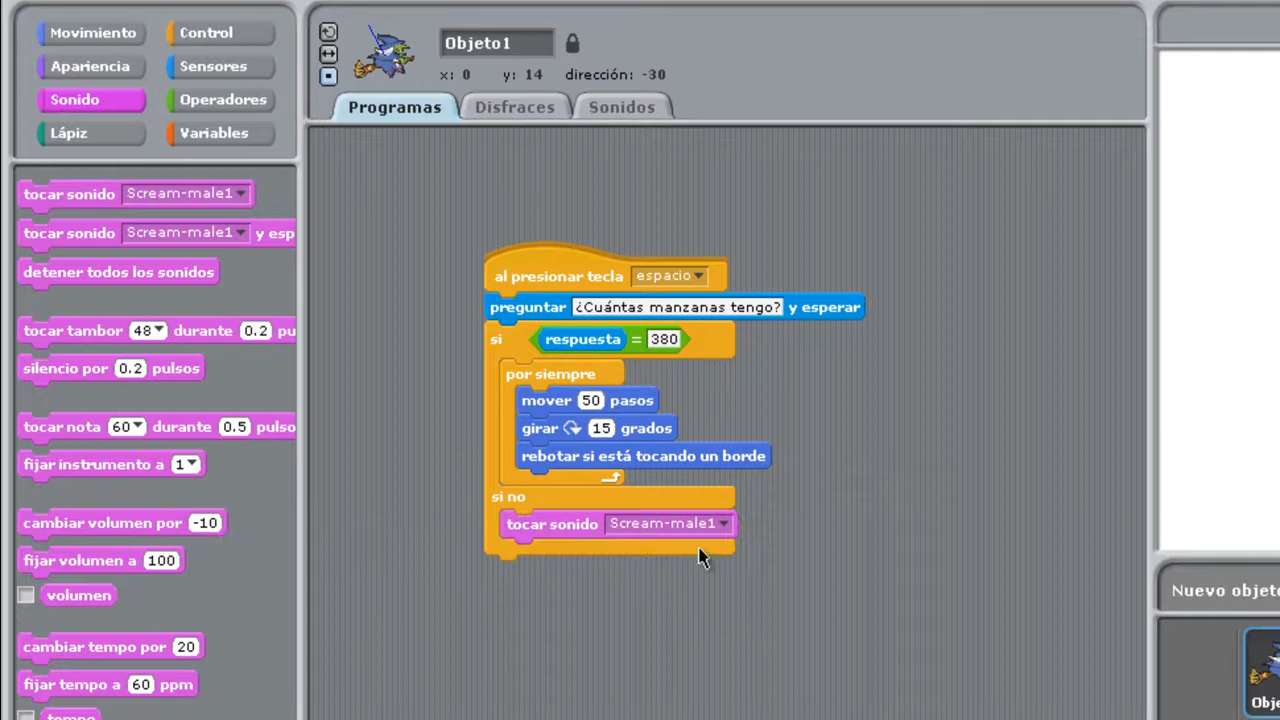 Movimiento Control
Apariencia Sensores
Sonido Operadores
Lápiz Variables
tocar sonido Scream-male1
tocar sonido Scream-male1 y esp
detener todos los sonidos
tocar tambor 48 durante 0.2 pu
silencio por 0.2 pulsos
tocar nota 60 durante 0.5 pulso
fijar instrumento a 1
cambiar volumen por -10
fijar volumen a 100
volumen
cambiar tempo por 20
fijar tempo a 60 ppm
tempo
Objeto1
x: 0 y: 14 dirección: -30
Programas Disfraces Sonidos
al presionar tecla espacio
preguntar ¿Cuántas manzanas tengo? y esperar
si respuesta = 380
por siempre
mover 50 pasos
girar 15 grados
rebotar si está tocando un borde
si no
tocar sonido Scream-male1
Nuevo objeto
Obje